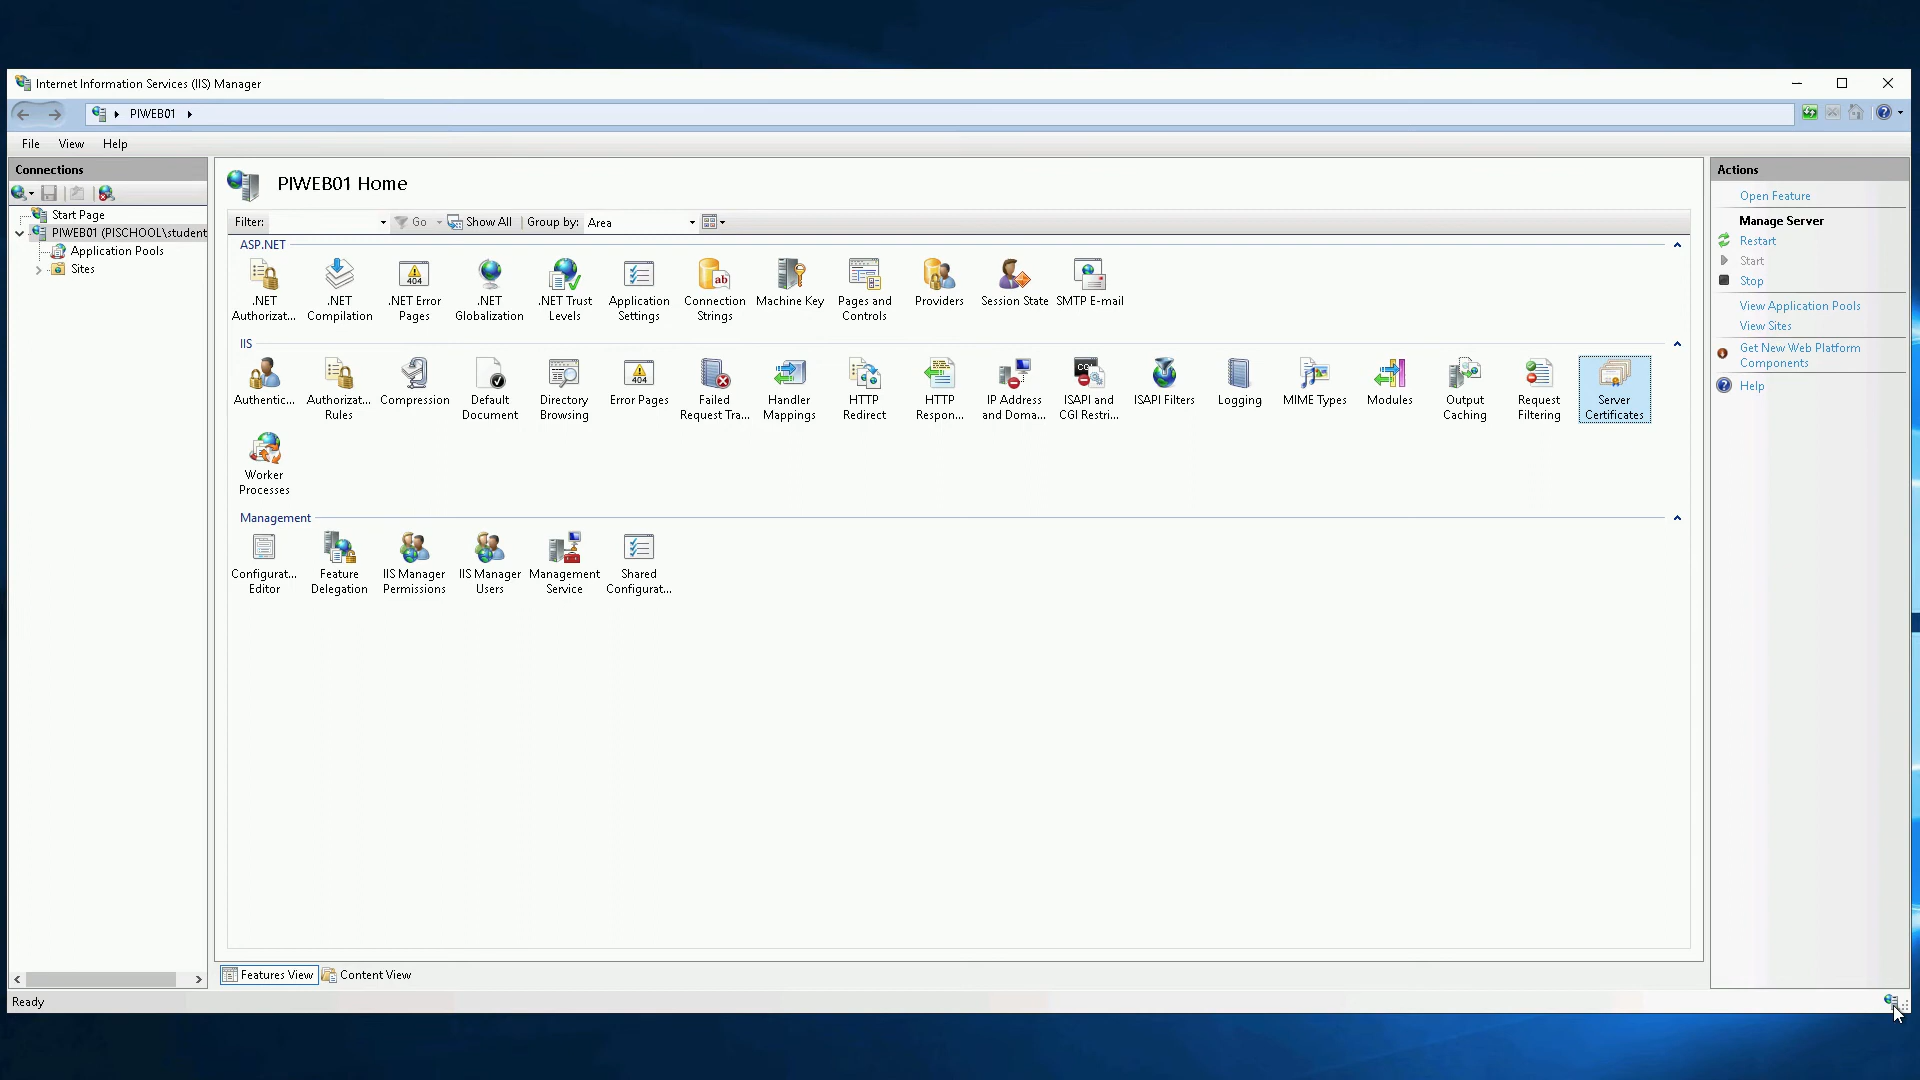 Internet Information Services (IIS) Manager
PIWEB01
File View Help
Connections
Start Page
PIWEB01 (PISCHOOL\student
Application Pools
Sites
PIWEB01 Home
Filter: Go Show All Group by: Area
ASP.NET
.NET Authorizat...
.NET Compilation
.NET Error Pages
.NET Globalization
.NET Trust Levels
Application Settings
Connection Strings
Machine Key
Pages and Controls
Providers
Session State
SMTP E-mail
IIS
Authentic...
Authorizat... Rules
Compression
Default Document
Directory Browsing
Error Pages
Failed Request Tra...
Handler Mappings
HTTP Redirect
HTTP Respon...
IP Address and Doma...
ISAPI and CGI Restri...
ISAPI Filters
Logging
MIME Types
Modules
Output Caching
Request Filtering
Server Certificates
Worker Processes
Management
Configurat... Editor
Feature Delegation
IIS Manager Permissions
IIS Manager Users
Management Service
Shared Configurat...
Features View
Content View
Actions
Open Feature
Manage Server
Restart
Start
Stop
View Application Pools
View Sites
Get New Web Platform
Components
Help
Ready